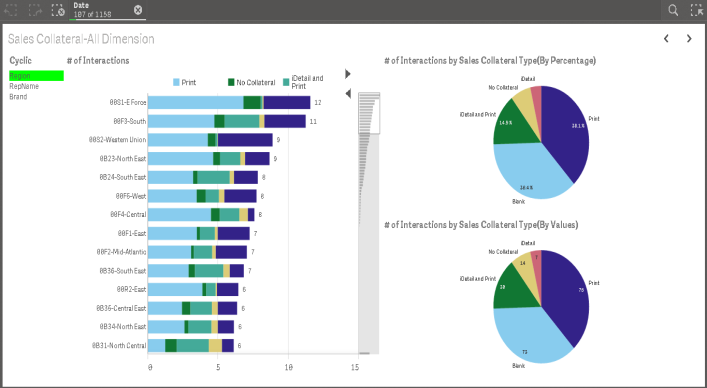 Date
107 of 1158
Sales Collateral-All Dimension
Cyclic
Region
RepName
Brand
# of Interactions
Print
No Collateral
iDetail and
Print
00S1-E Force
12
00F3-South
11
00S2-Western Union
9
0B23-North East
9
0B24-South East
8
00F5-West
8
00F4-Central
8
00F1-East
7
00F2-Mid-Atlantic
7
0B36-South East
7
00R2-East
6
0B35-Central East
6
0B34-North East
6
0B31-North Central
6
0
5
10
15
# of Interactions by Sales Collateral Type(By Percentage)
iDetail
No Collateral
iDetail and Print
Print
Blank
# of Interactions by Sales Collateral Type(By Values)
iDetail
No Collateral
14
iDetail and Print
Print
Blank